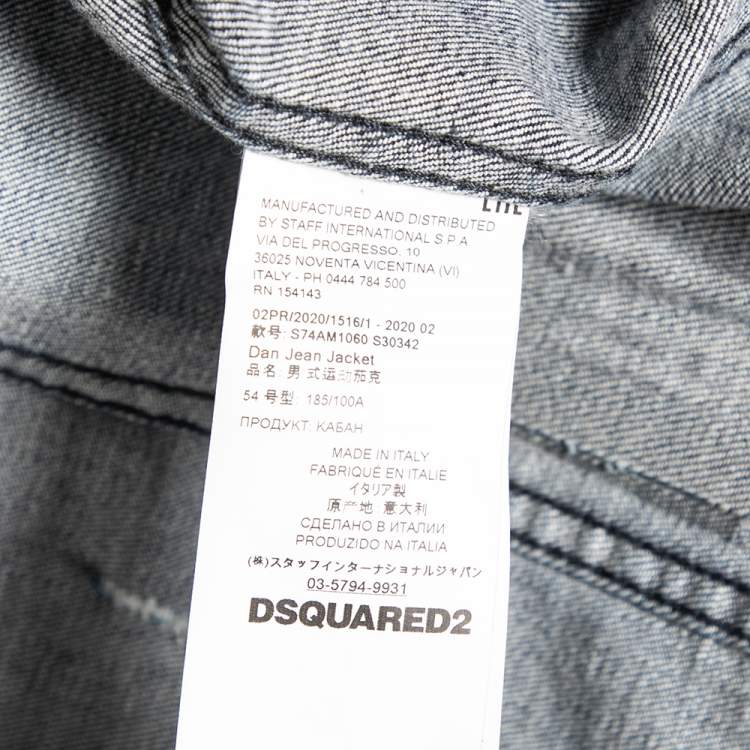 MANUFACTURED AND DISTRIBUTED
BY STAFF INTERNATIONAL S.P.A
VIA DEL PROGRESSO, 10
36025 NOVENTA VICENTINA (VI)
ITALY - PH 0444 784 500
RN 154143
02PR/2020/1516/1 - 2020 02
款号: S74AM1060 S30342
Dan Jean Jacket
品名: 男 式运动茄克
54 号型: 185/100A
ПРОДУКТ: КАБАН
MADE IN ITALY
FABRIQUÉ EN ITALIE
イタリア製
原产地 意大利
СДЕЛАНО В ИТАЛИИ
PRODUZIDO NA ITALIA
(株)スタッフインターナショナルジャパン
03-5794-9931
DSQUARED2